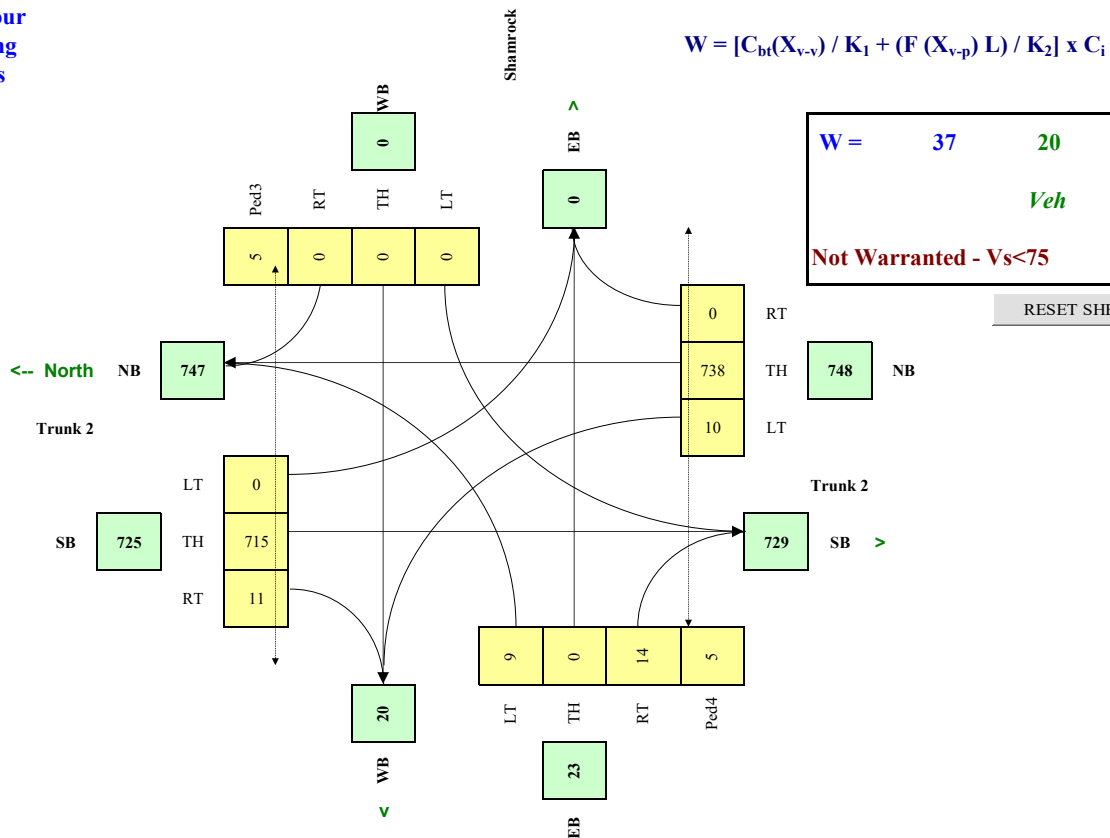 our
ng
s
Shamrock
W = [Cbt(Xv-v) / K1 + (F (Xv-p) L) / K2] x Ci
WB
0
^
EB
0
W = 37 20
Veh
Not Warranted - Vs<75
RESET SH
Ped3 RT TH LT
5 0 0 0
0 RT
<-- North NB 747
738 TH 748 NB
Trunk 2
10 LT
LT 0
Trunk 2
SB 725 TH 715
729 SB >
RT 11
9 0 14 5
LT TH RT Ped4
20
WB
v
23
EB